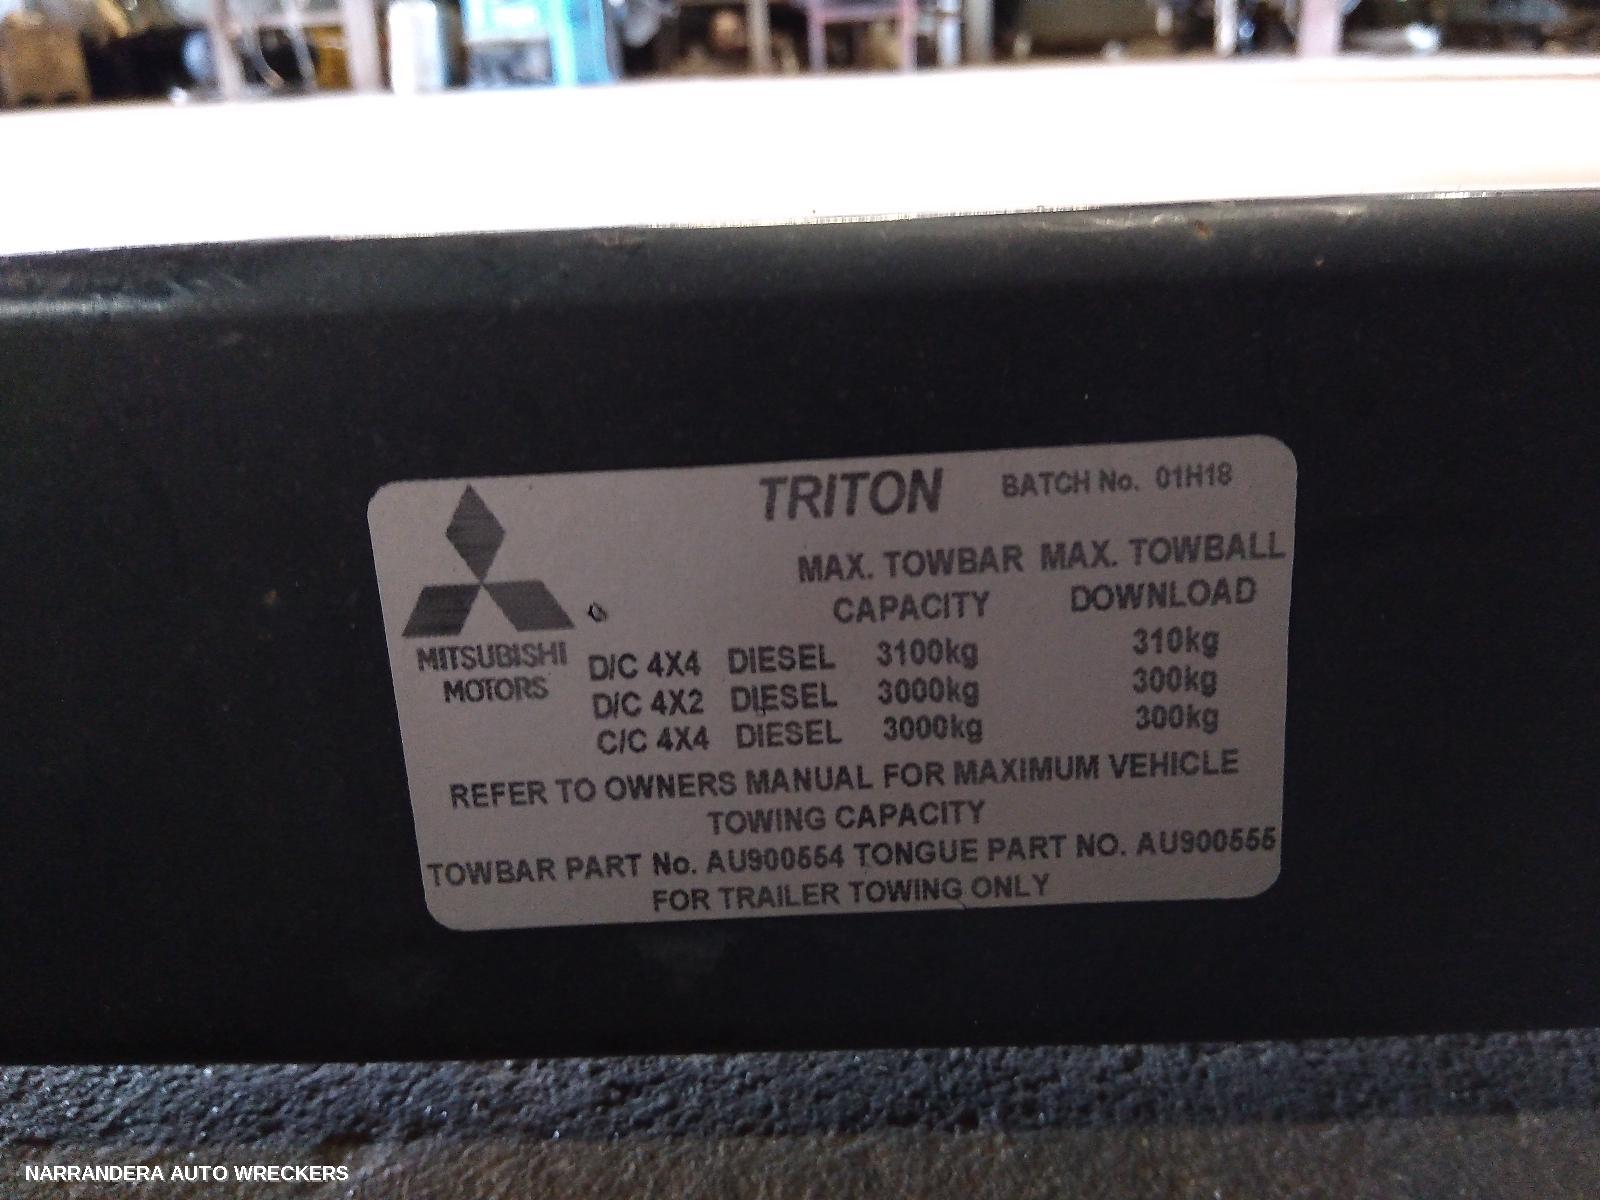 TRITON BATCH No. 01H18
MAX. TOWBAR MAX. TOWBALL
CAPACITY DOWNLOAD
MITSUBISHI
MOTORS
D/C 4X4 DIESEL 3100kg 310kg
D/C 4X2 DIESEL 3000kg 300kg
C/C 4X4 DIESEL 3000kg 300kg
REFER TO OWNERS MANUAL FOR MAXIMUM VEHICLE
TOWING CAPACITY
TOWBAR PART No. AU900554 TONGUE PART NO. AU900555
FOR TRAILER TOWING ONLY
NARRANDERA AUTO WRECKERS